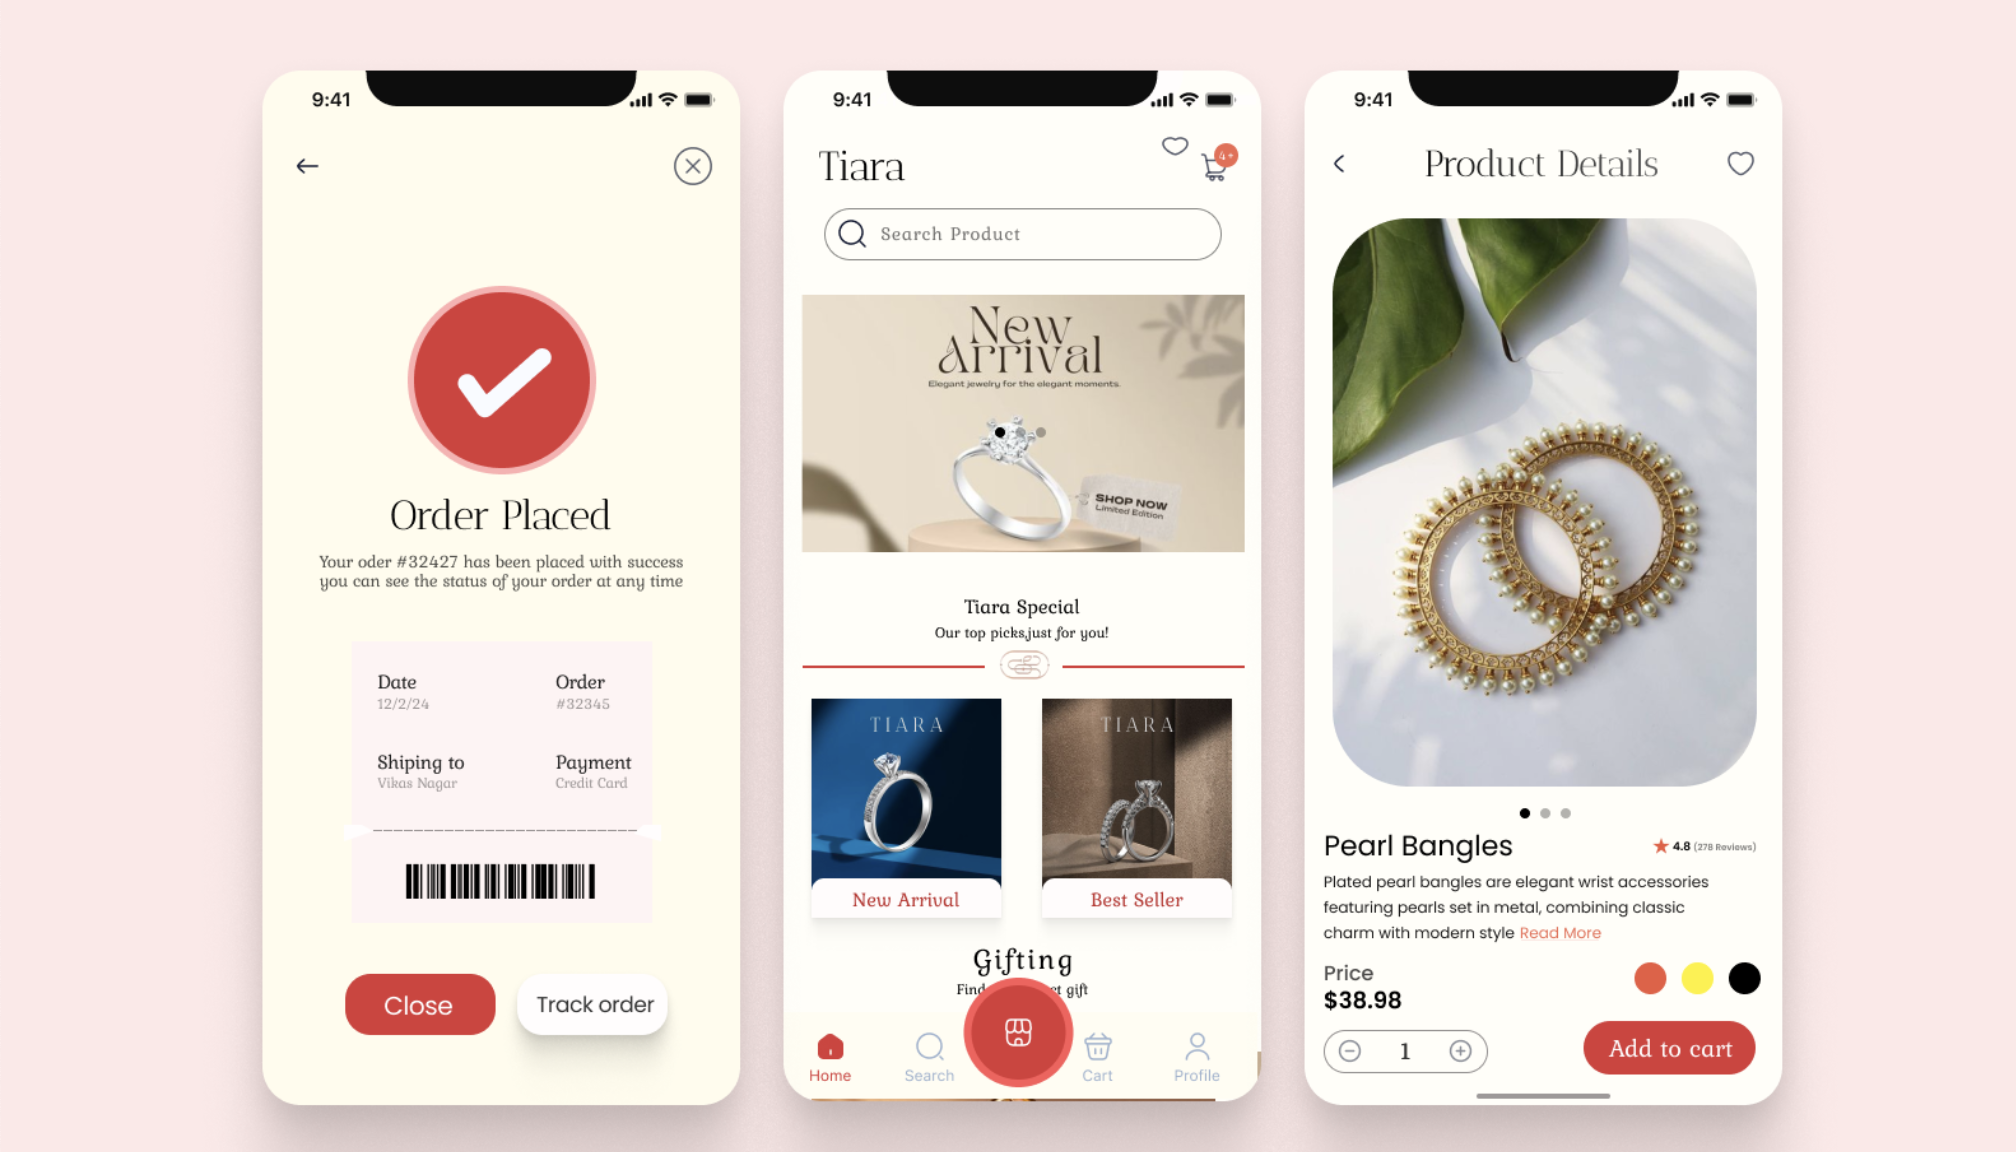 9:41
Order Placed
Your oder #32427 has been placed with success
you can see the status of your order at any time
Date
12/2/24
Order
#32345
Shiping to
Vikas Nagar
Payment
Credit Card
Close
Track order
9:41
Tiara
4+
Search Product
New
Arrival
Elegant jewelry for the elegant moments.
SHOP NOW
Limited Edition
Tiara Special
Our top picks,just for you!
TIARA
New Arrival
TIARA
Best Seller
Gifting
Find
gift
Home
Search
Cart
Profile
9:41
Product Details
Pearl Bangles
4.8 (278 Reviews)
Plated pearl bangles are elegant wrist accessories
featuring pearls set in metal, combining classic
charm with modern style Read More
Price
$38.98
1
Add to cart